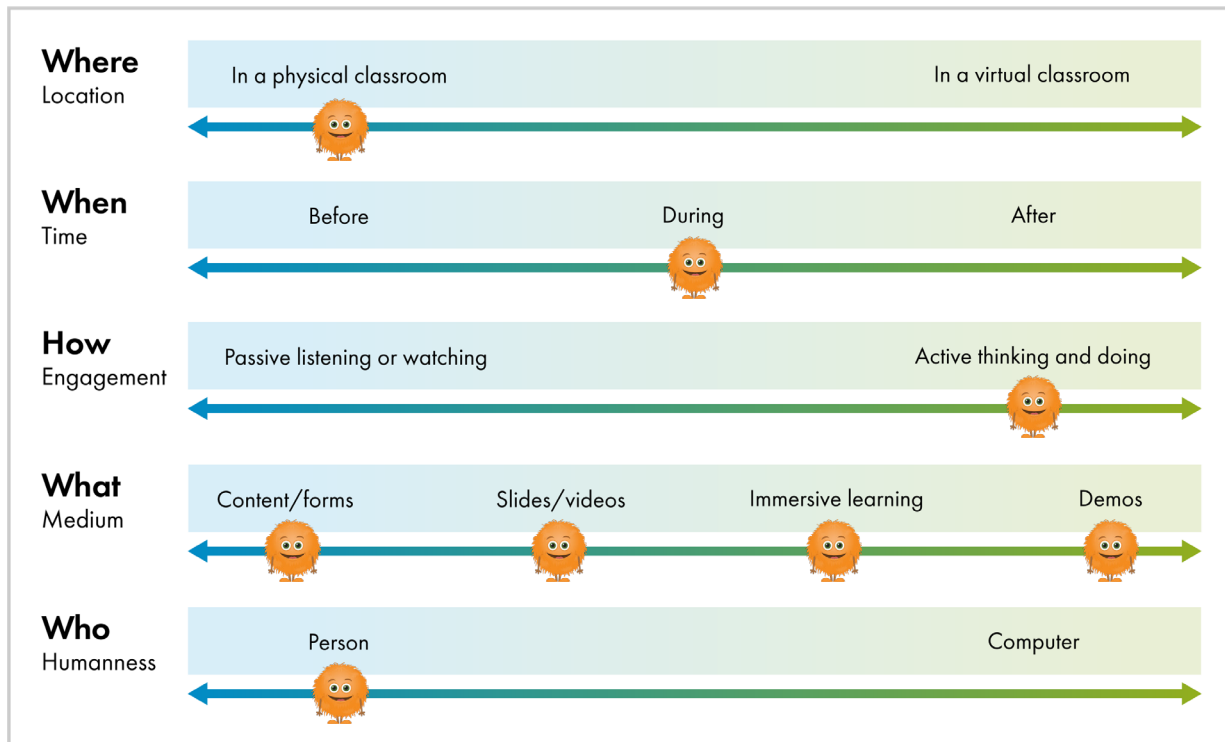 Where
Location
In a physical classroom
In a virtual classroom
When
Time
Before
During
After
How
Engagement
Passive listening or watching
Active thinking and doing
What
Medium
Content/forms
Slides/videos
Immersive learning
Demos
Who
Humanness
Person
Computer